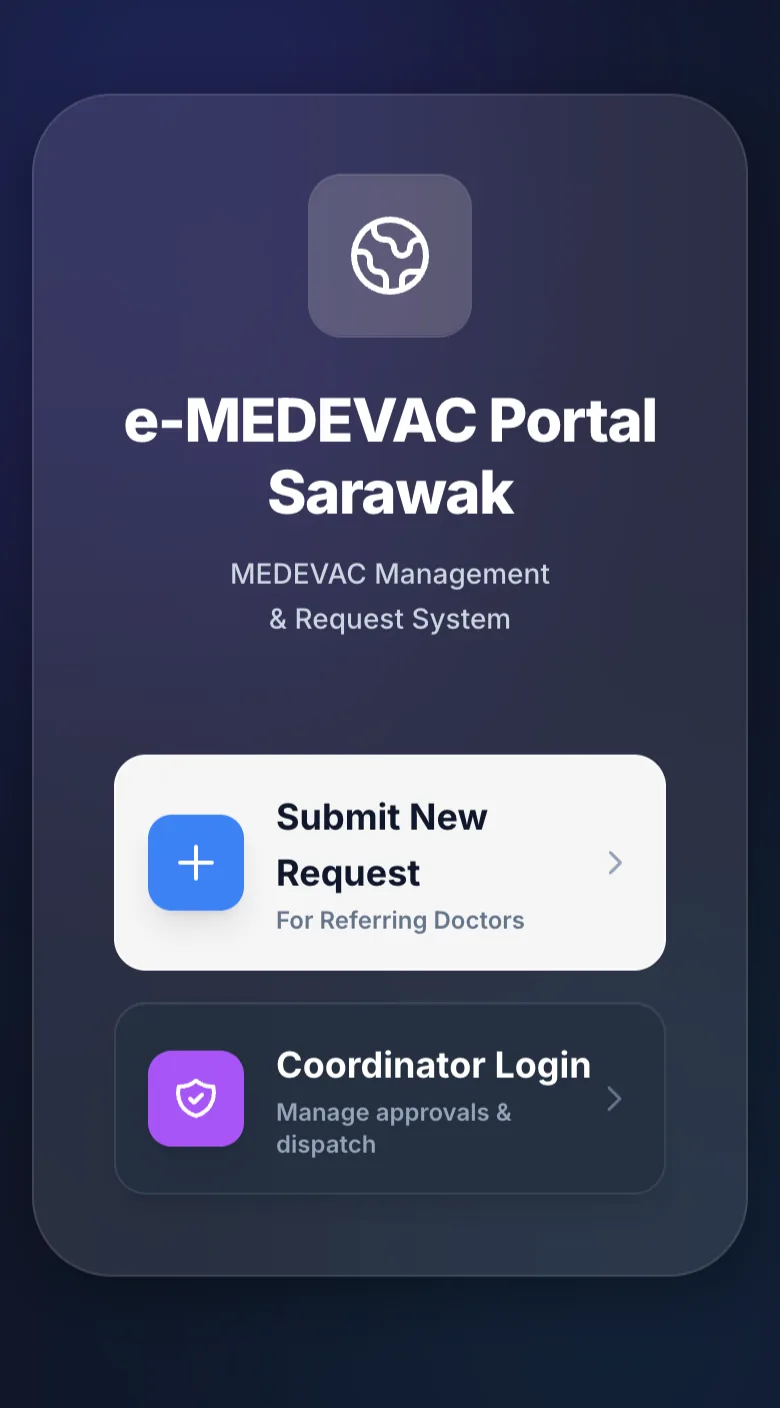 e-MEDEVAC Portal
Sarawak
MEDEVAC Management
& Request System
Submit New
Request
For Referring Doctors
Coordinator Login
Manage approvals &
dispatch